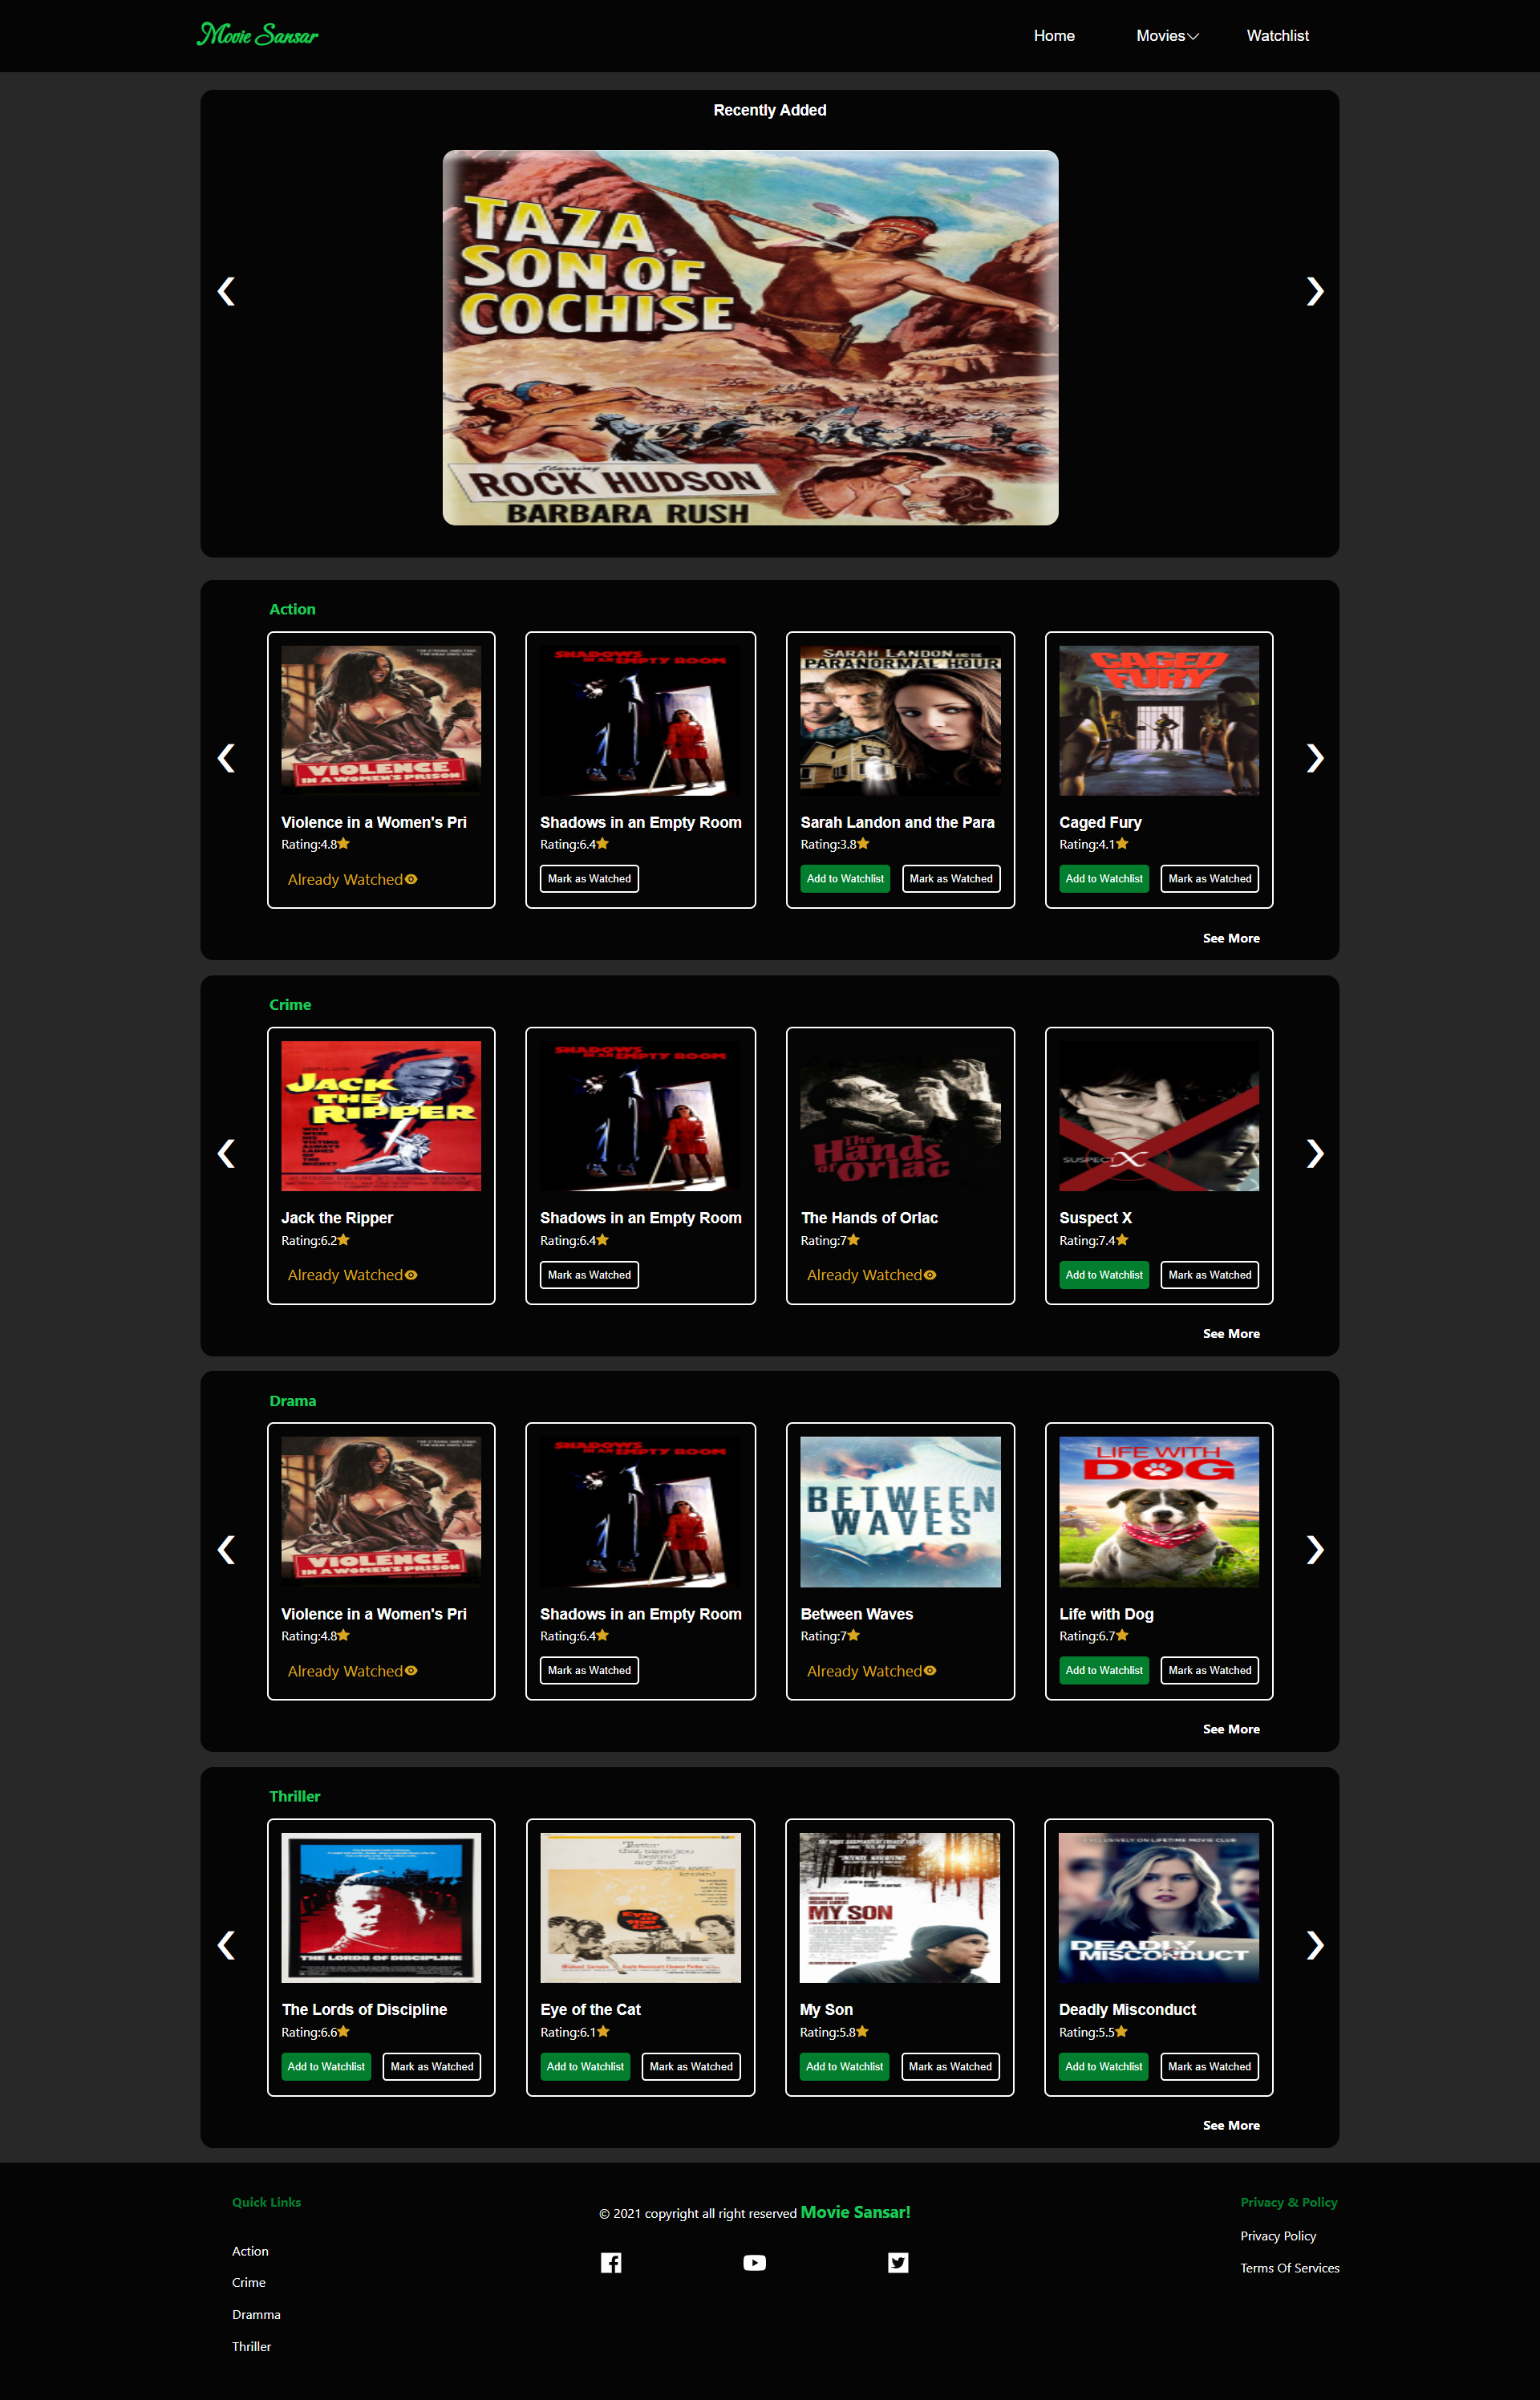 Movie Sansar
Home Movies Watchlist
Recently Added
TAZA,
SON OF
COCHISE
Starring
ROCK HUDSON
BARBARA RUSH
Action
VIOLENCE
IN A WOMEN'S PRISON
SHADOWS
IN AN EMPTY ROOM
SARAH LANDON AND THE
PARANORMAL HOUR
CAGED
FURY
Violence in a Women's Pri
Rating:4.8
Already Watched
Shadows in an Empty Room
Rating:6.4
Mark as Watched
Sarah Landon and the Para
Rating:3.8
Add to Watchlist Mark as Watched
Caged Fury
Rating:4.1
Add to Watchlist Mark as Watched
See More
Crime
JACK
THE
RIPPER
SHADOWS
IN AN EMPTY ROOM
The
Hands
of Orlac
SUSPECT X
Jack the Ripper
Rating:6.2
Already Watched
Shadows in an Empty Room
Rating:6.4
Mark as Watched
The Hands of Orlac
Rating:7
Already Watched
Suspect X
Rating:7.4
Add to Watchlist Mark as Watched
See More
Drama
VIOLENCE
IN A WOMEN'S PRISON
SHADOWS
IN AN EMPTY ROOM
BETWEEN
WAVES
LIFE WITH
DOG
Violence in a Women's Pri
Rating:4.8
Already Watched
Shadows in an Empty Room
Rating:6.4
Mark as Watched
Between Waves
Rating:7
Already Watched
Life with Dog
Rating:6.7
Add to Watchlist Mark as Watched
See More
Thriller
THE LORDS OF DISCIPLINE
Eye of the Cat
MY SON
EXCLUSIVELY ON LIFETIME MOVIE CLUB
DEADLY
MISCONDUCT
The Lords of Discipline
Rating:6.6
Add to Watchlist Mark as Watched
Eye of the Cat
Rating:6.1
Add to Watchlist Mark as Watched
My Son
Rating:5.8
Add to Watchlist Mark as Watched
Deadly Misconduct
Rating:5.5
Add to Watchlist Mark as Watched
See More
Quick Links
Action
Crime
Dramma
Thriller
© 2021 copyright all right reserved Movie Sansar!
Privacy & Policy
Privacy Policy
Terms Of Services